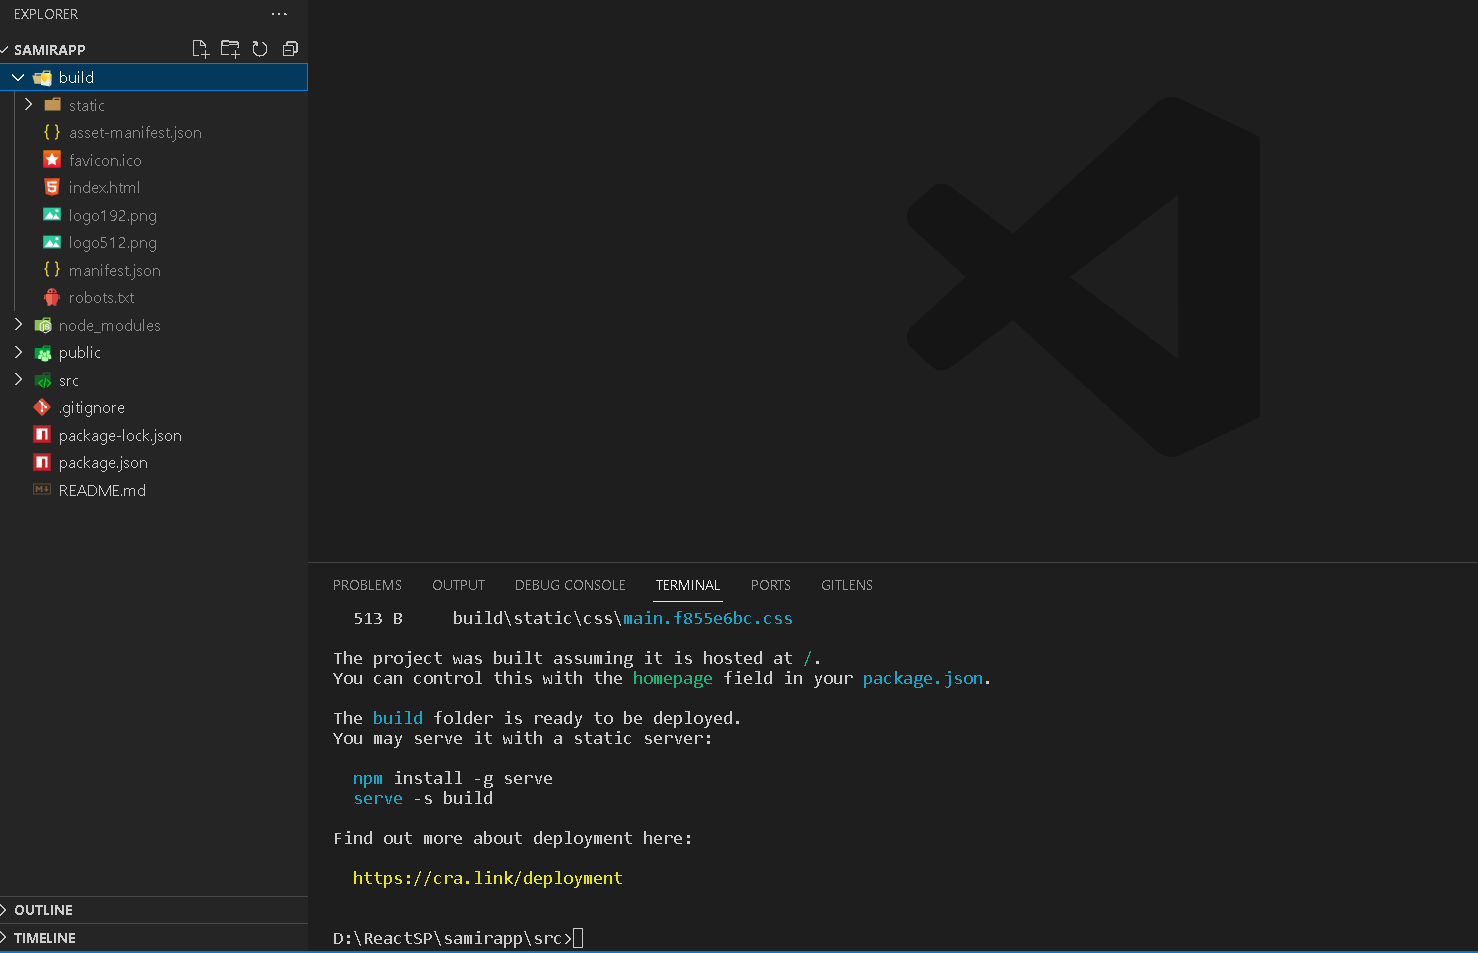 EXPLORER
SAMIRAPP
build
static
asset-manifest.json
favicon.ico
index.html
logo192.png
logo512.png
manifest.json
robots.txt
node_modules
public
src
.gitignore
package-lock.json
package.json
README.md
OUTLINE
TIMELINE
PROBLEMS OUTPUT DEBUG CONSOLE TERMINAL PORTS GITLENS
513 B build\static\css\main.f855e6bc.css
The project was built assuming it is hosted at /.
You can control this with the homepage field in your package.json.
The build folder is ready to be deployed.
You may serve it with a static server:
npm install -g serve
serve -s build
Find out more about deployment here:
https://cra.link/deployment
D:\ReactSP\samirapp\src>